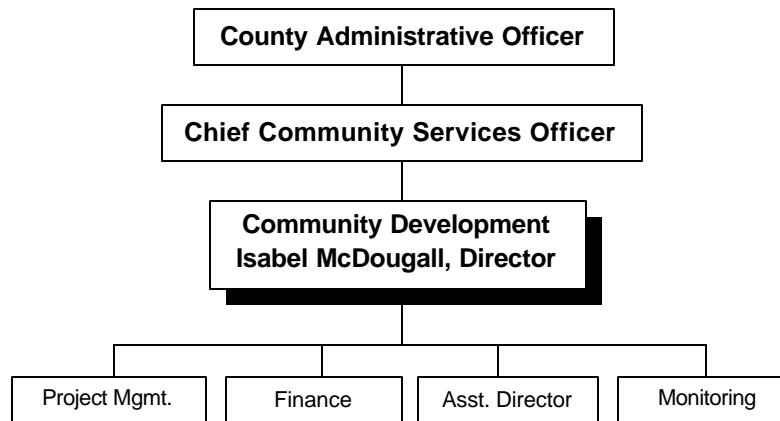 County Administrative Officer
Chief Community Services Officer
Community Development
Isabel McDougall, Director
Project Mgmt.
Finance
Asst. Director
Monitoring